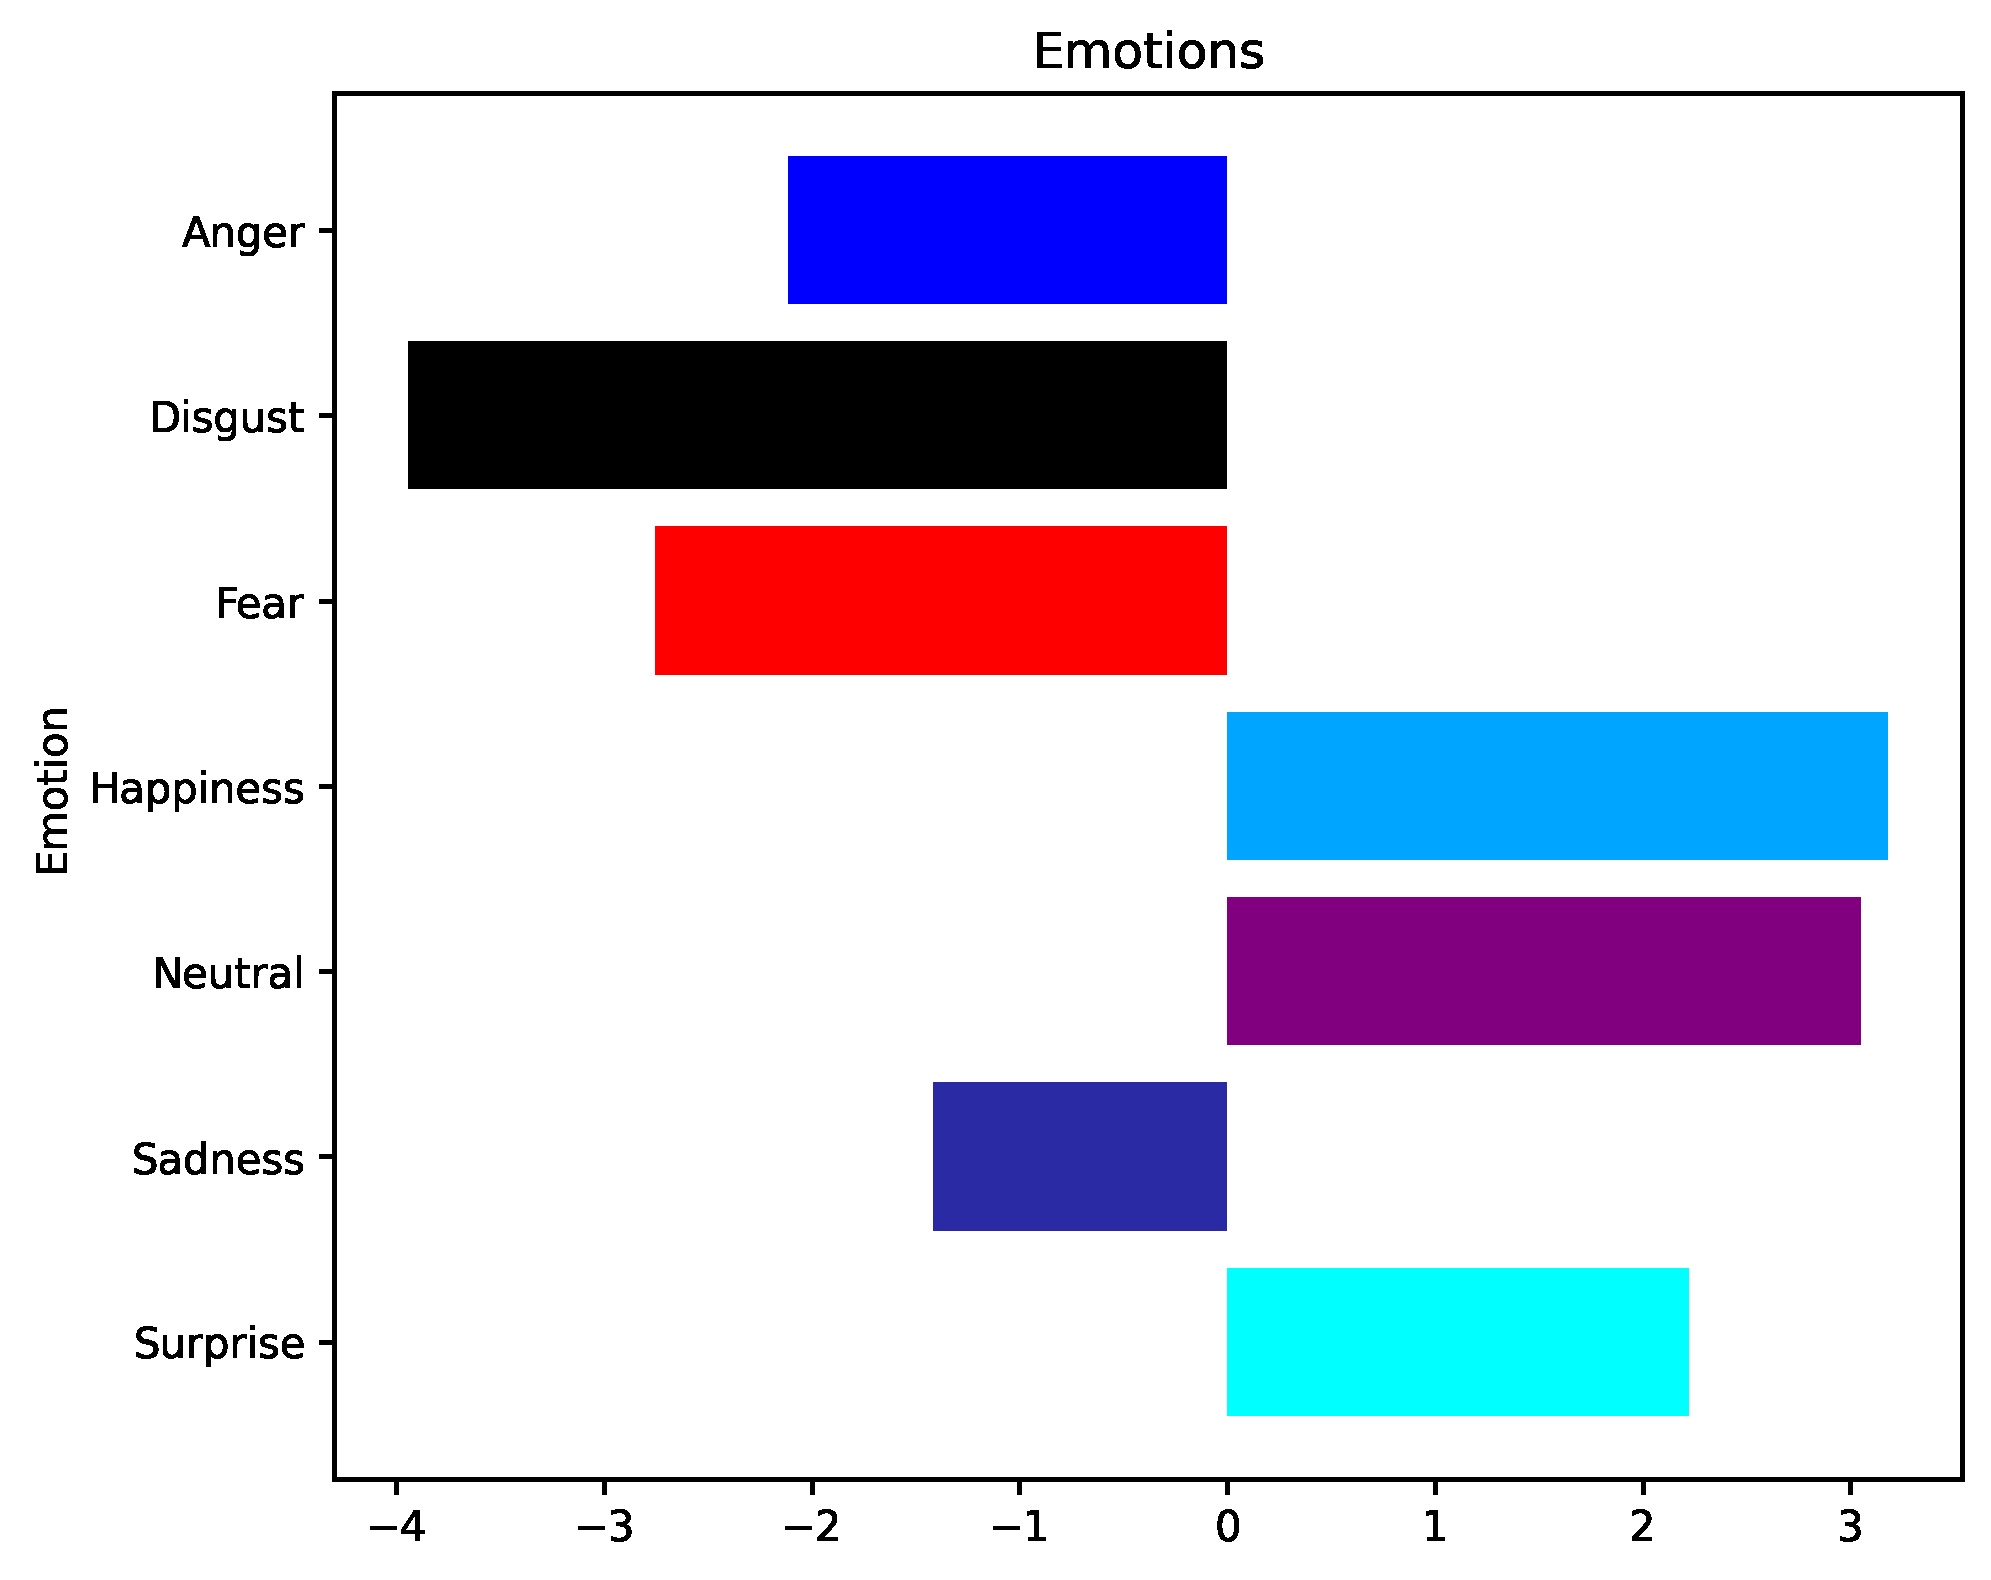 Emotions
Emotion
Anger
Disgust
Fear
Happiness
Neutral
Sadness
Surprise
−4 −3 −2 −1 0 1 2 3